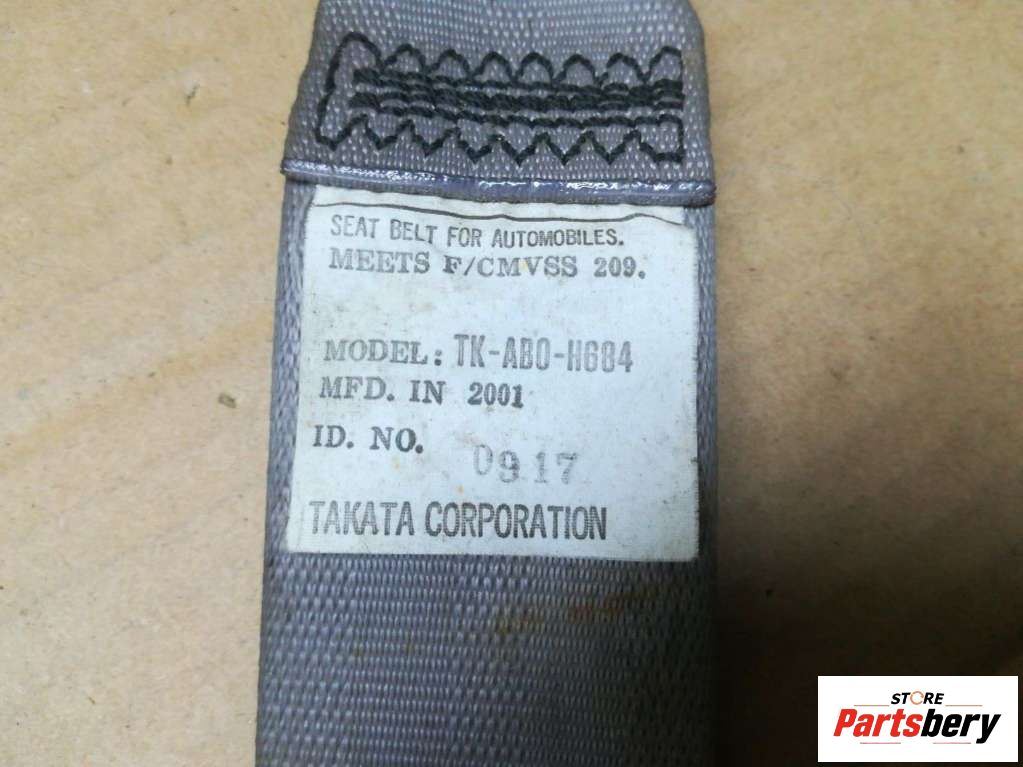 SEAT BELT FOR AUTOMOBILES.
MEETS F/CMVSS 209.
MODEL: TK-AB0-H684
MFD. IN 2001
ID. NO. 0917
TAKATA CORPORATION
STORE
Partsbery